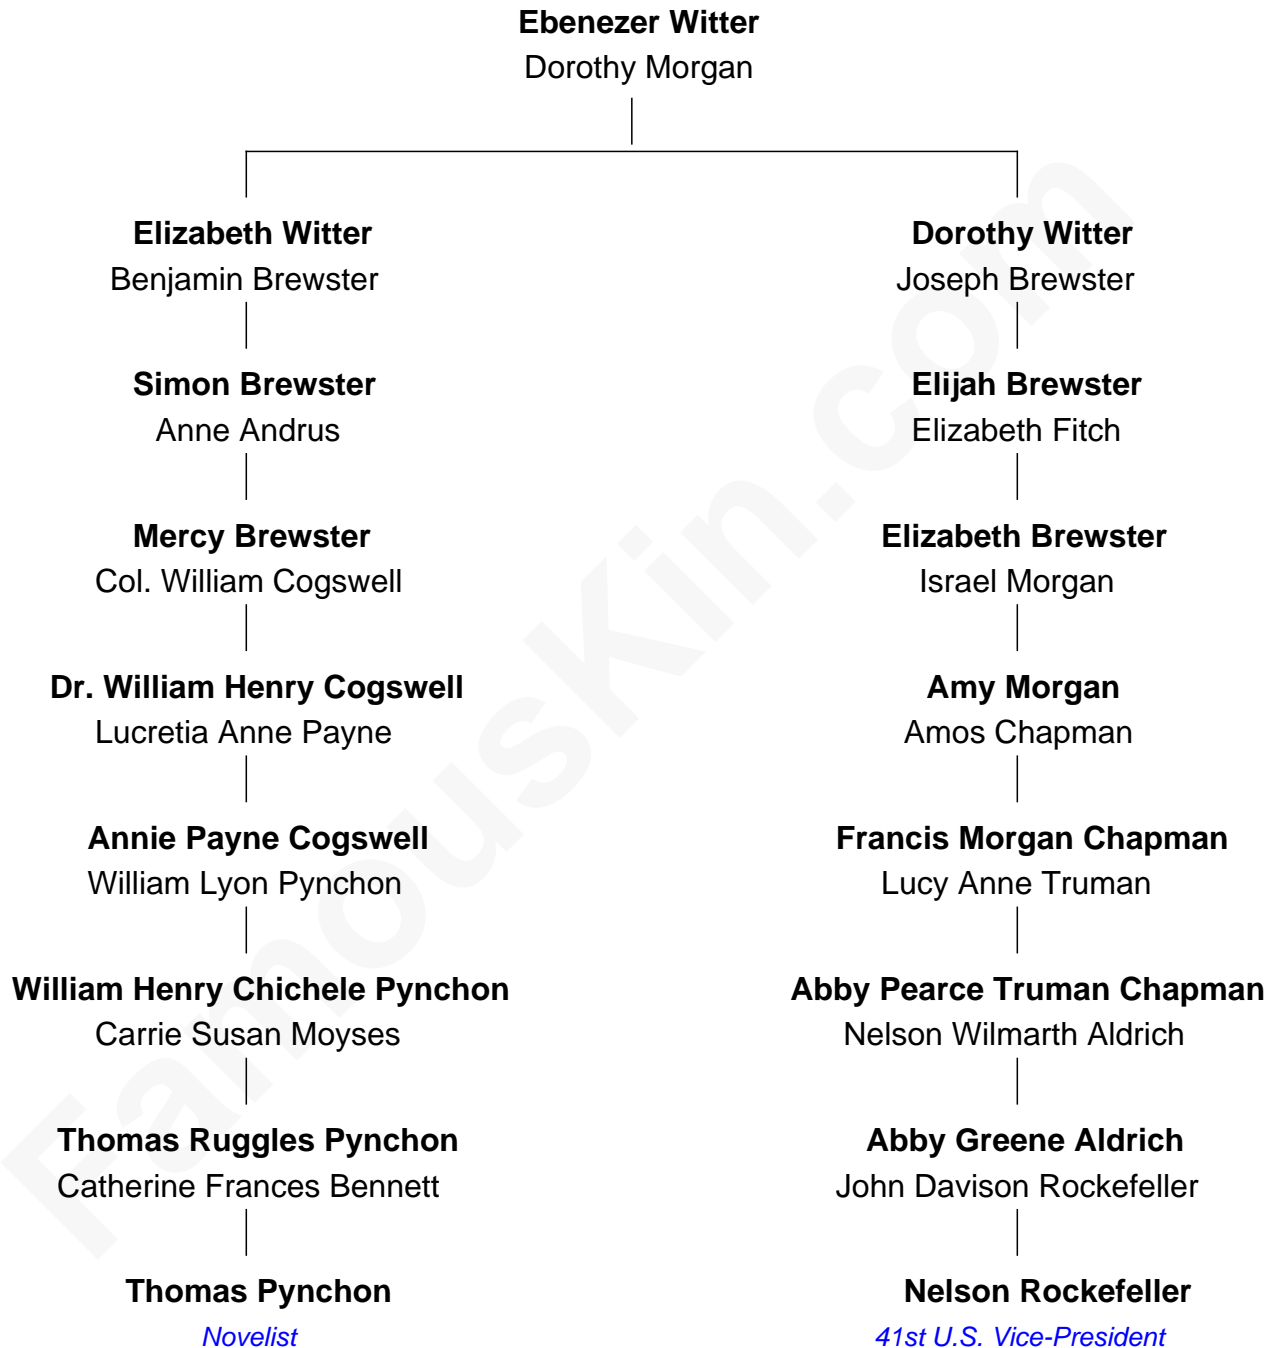 Ebenezer Witter
Dorothy Morgan
Elizabeth Witter
Benjamin Brewster
Simon Brewster
Anne Andrus
Mercy Brewster
Col. William Cogswell
Dr. William Henry Cogswell
Lucretia Anne Payne
Annie Payne Cogswell
William Lyon Pynchon
William Henry Chichele Pynchon
Carrie Susan Moyses
Thomas Ruggles Pynchon
Catherine Frances Bennett
Thomas Pynchon
Novelist
Dorothy Witter
Joseph Brewster
Elijah Brewster
Elizabeth Fitch
Elizabeth Brewster
Israel Morgan
Amy Morgan
Amos Chapman
Francis Morgan Chapman
Lucy Anne Truman
Abby Pearce Truman Chapman
Nelson Wilmarth Aldrich
Abby Greene Aldrich
John Davison Rockefeller
Nelson Rockefeller
41st U.S. Vice-President
FamousKin.com